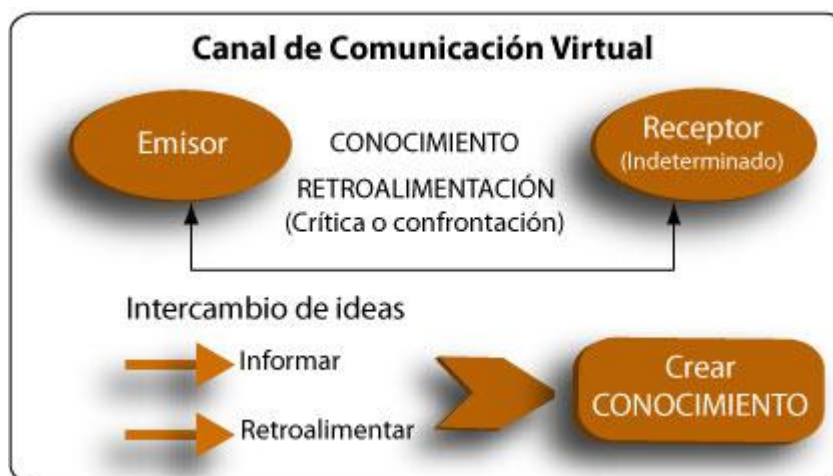 Canal de Comunicación Virtual
Emisor
CONOCIMIENTO
RETROALIMENTACIÓN
(Crítica o confrontación)
Receptor
(Indeterminado)
Intercambio de ideas
Informar
Retroalimentar
Crear
CONOCIMIENTO